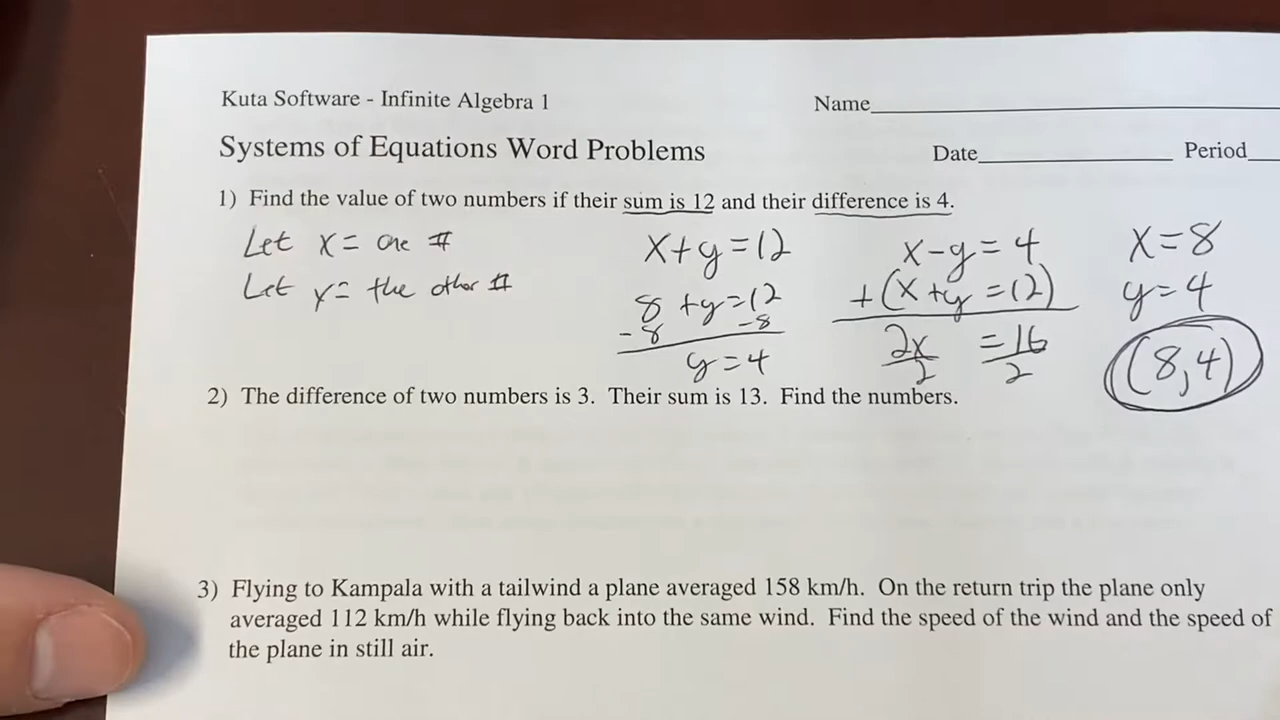 Kuta Software - Infinite Algebra 1
Name
Systems of Equations Word Problems
Date Period
1) Find the value of two numbers if their sum is 12 and their difference is 4.
Let x = one #
Let y = the other #
x+y=12
8 +y=12
-8 -8
y=4
x-y=4
+(x+y=12)
2x =16
2 2
x=8
y=4
(8,4)
2) The difference of two numbers is 3. Their sum is 13. Find the numbers.
3) Flying to Kampala with a tailwind a plane averaged 158 km/h. On the return trip the plane only
averaged 112 km/h while flying back into the same wind. Find the speed of the wind and the speed of
the plane in still air.